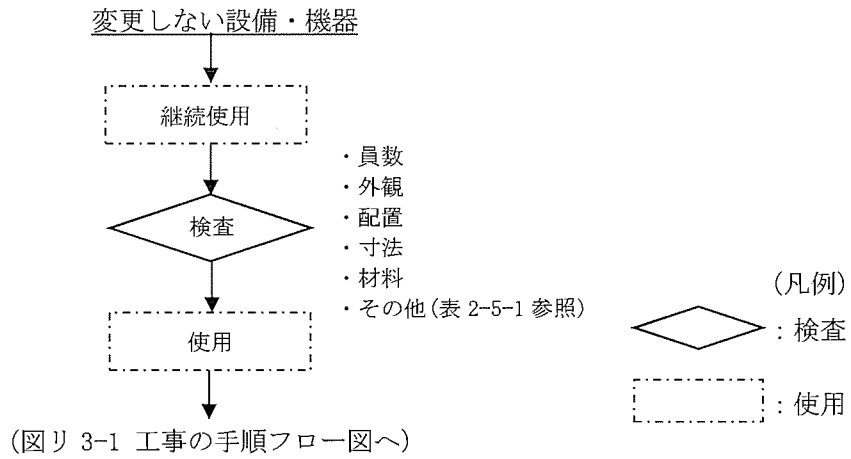 変更しない設備・機器
継続使用
検査
・員数
・外観
・配置
・寸法
・材料
・その他(表 2-5-1 参照)
使用
(図リ 3-1 工事の手順フロー図へ)
(凡例)
:検査
:使用